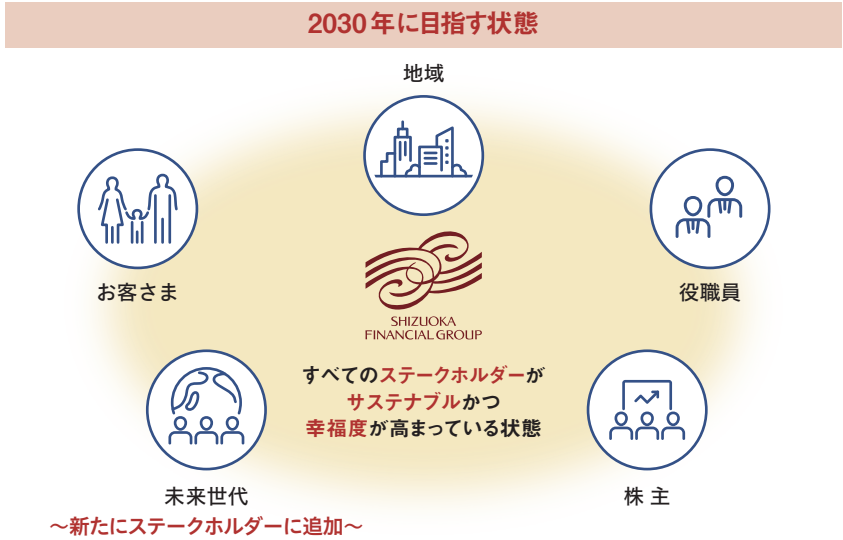 2030年に目指す状態
地域
お客さま
役職員
SHIZUOKA
FINANCIAL GROUP
すべてのステークホルダーが
サステナブルかつ
幸福度が高まっている状態
未来世代
～新たにステークホルダーに追加～
株主